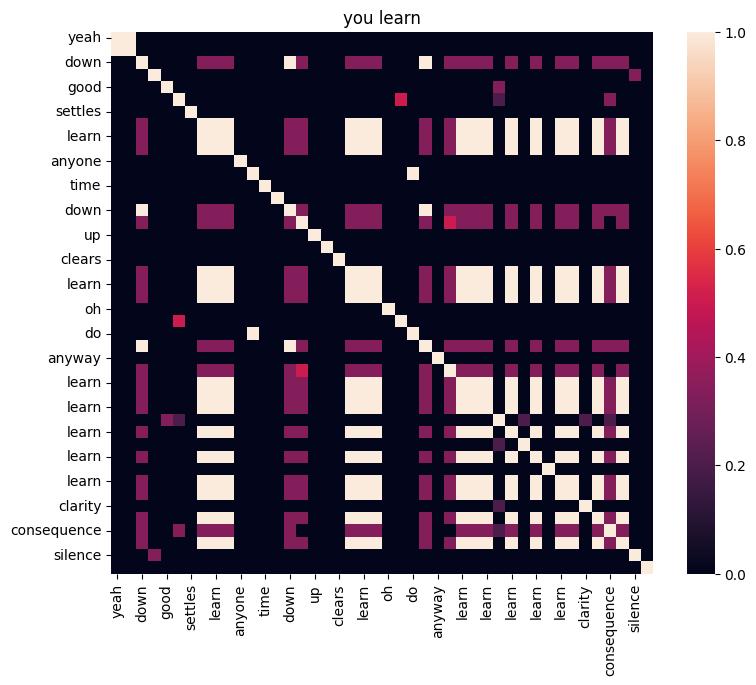 you learn
yeah
down
good
settles
learn
anyone
time
down
up
clears
learn
oh
do
anyway
learn
learn
learn
learn
learn
clarity
consequence
silence
1.0
0.8
0.6
0.4
0.2
0.0
yeah
down
good
settles
learn
anyone
time
down
up
clears
learn
oh
do
anyway
learn
learn
learn
learn
learn
clarity
consequence
silence